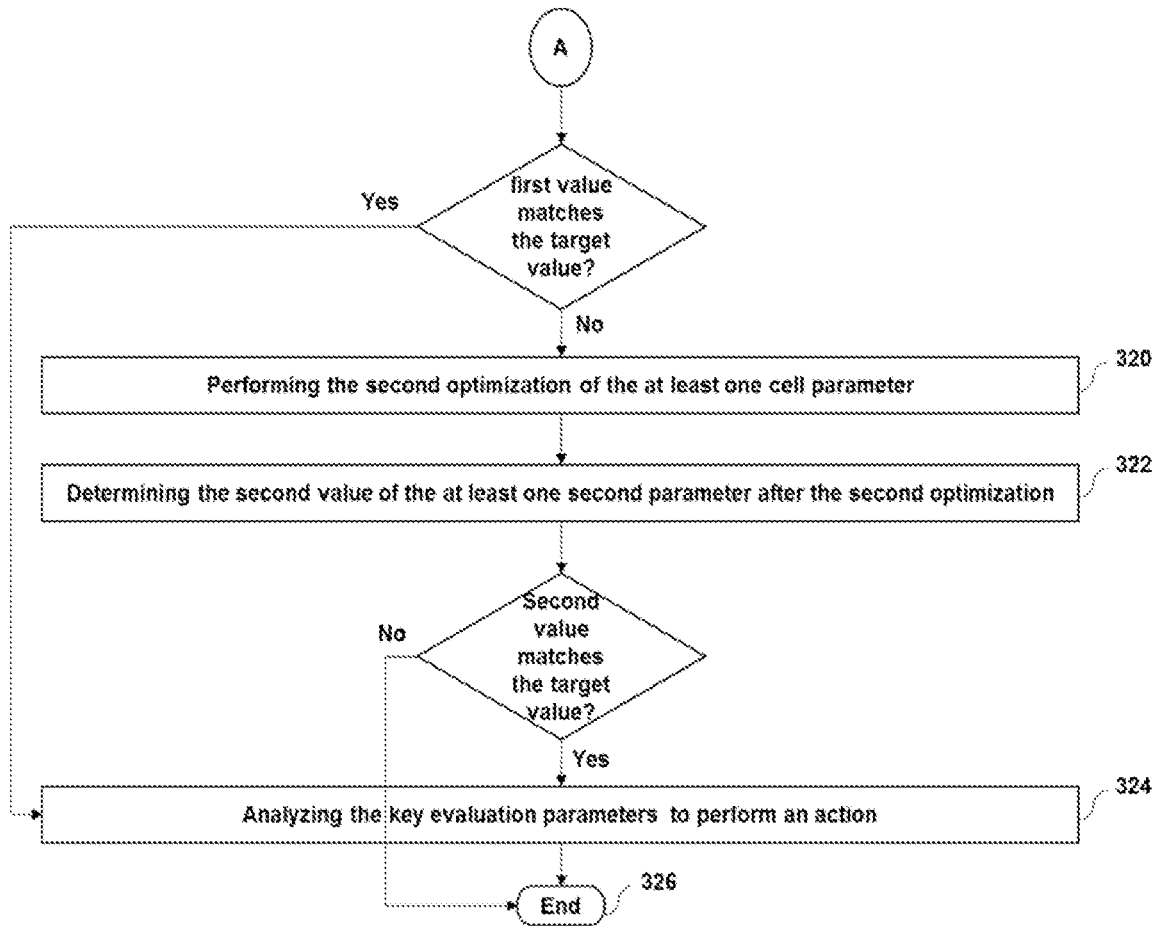 A
first value
matches
the target
value?
Yes
No
Performing the second optimization of the at least one cell parameter
320
Determining the second value of the at least one second parameter after the second optimization
322
Second
value
matches
the target
value?
No
Yes
Analyzing the key evaluation parameters to perform an action
324
End
326